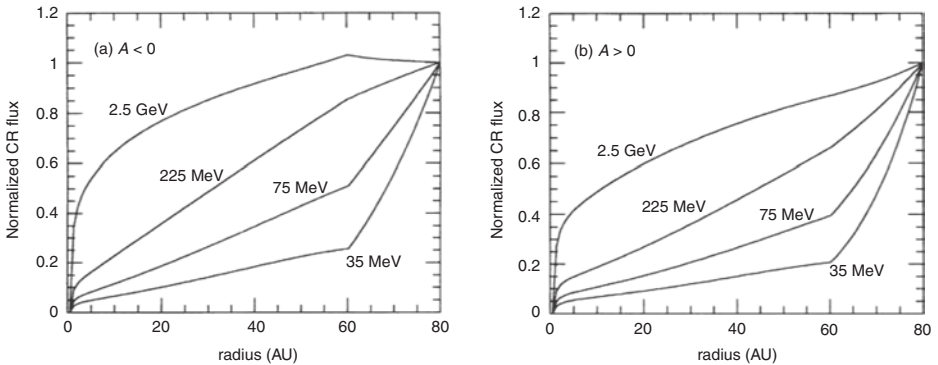 (a) A < 0
Normalized CR flux
1.2
1
0.8
0.6
0.4
0.2
0
2.5 GeV
225 MeV
75 MeV
35 MeV
0 20 40 60 80
radius (AU)
(b) A > 0
Normalized CR flux
1.2
1
0.8
0.6
0.4
0.2
0
2.5 GeV
225 MeV
75 MeV
35 MeV
0 20 40 60 80
radius (AU)